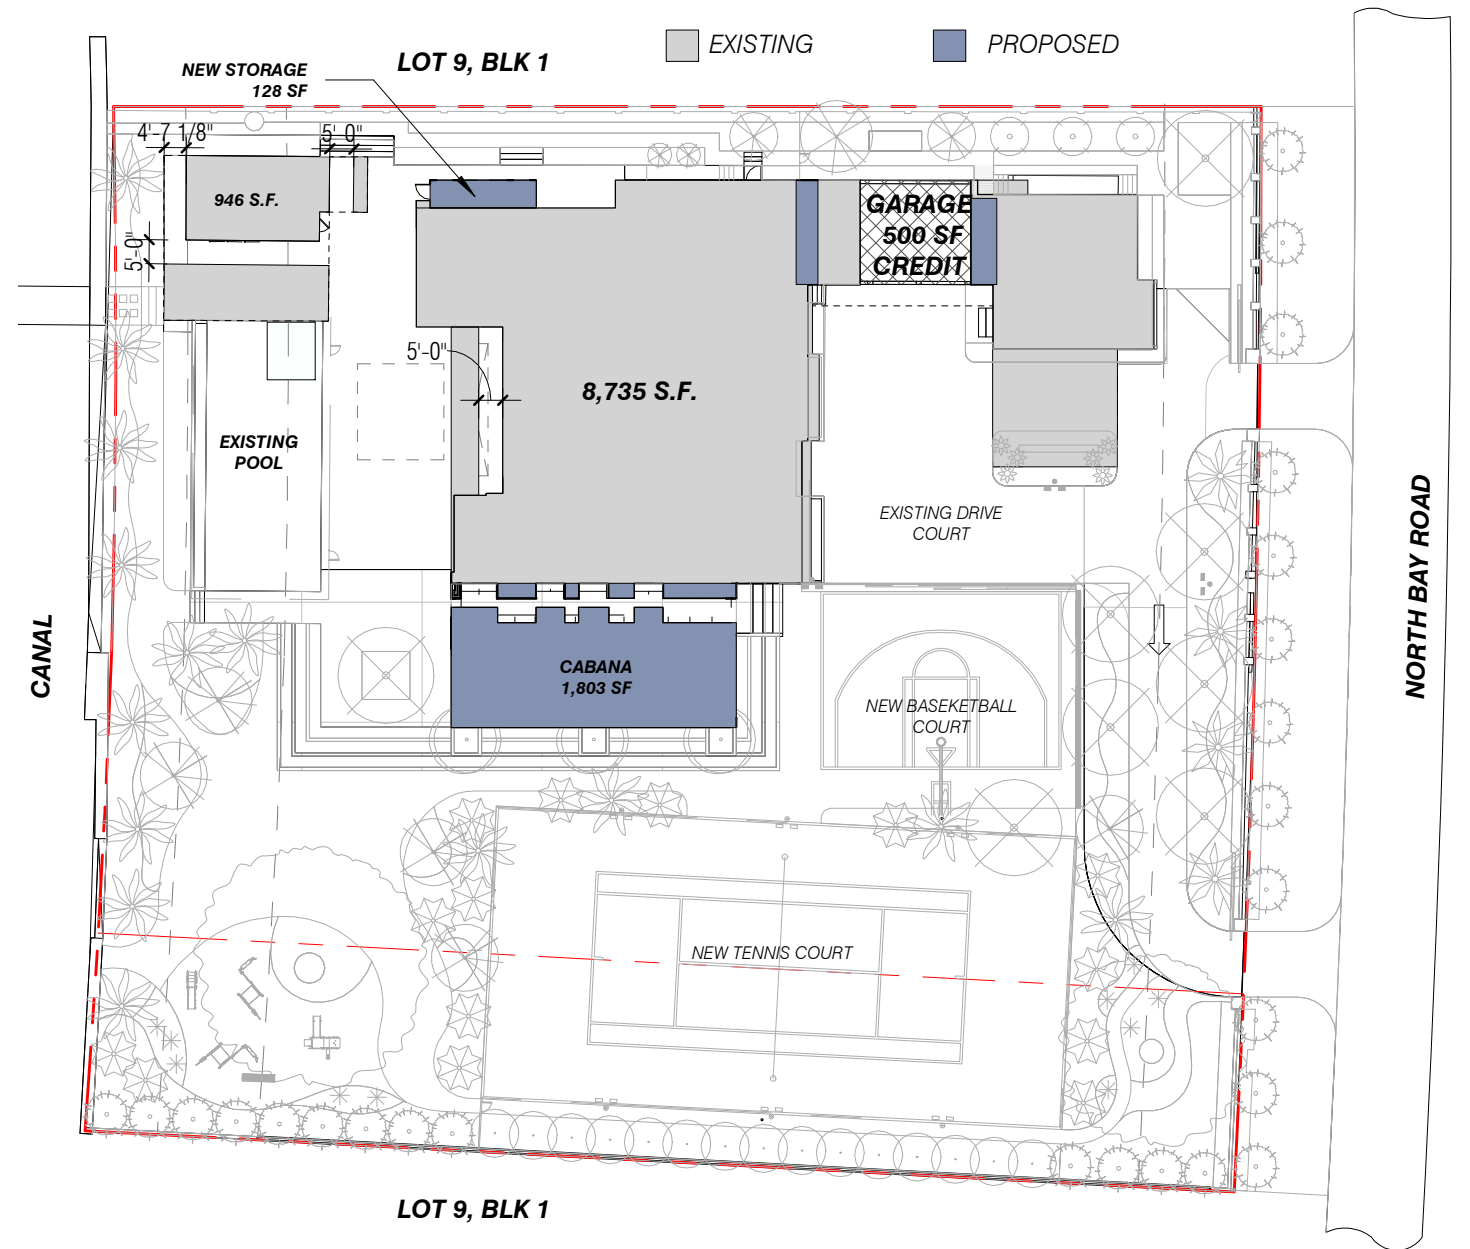 EXISTING
PROPOSED
LOT 9, BLK 1
NEW STORAGE
128 SF
4'-7 1/8"
5' 0"
946 S.F.
GARAGE
500 SF
CREDIT
5'-0"
5'-0"
8,735 S.F.
EXISTING
POOL
EXISTING DRIVE
COURT
NORTH BAY ROAD
CANAL
CABANA
1,803 SF
NEW BASEKETBALL
COURT
NEW TENNIS COURT
LOT 9, BLK 1